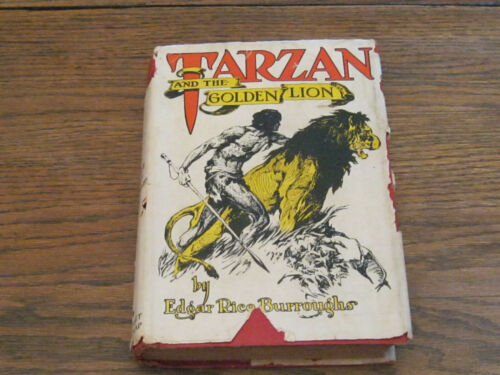 TARZAN
AND THE
GOLDEN LION
by
Edgar Rice Burroughs